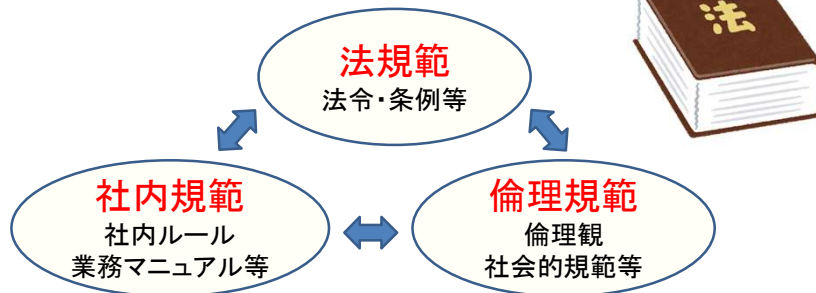 法
法規範
法令・条例等
社内規範
社内ルール
業務マニュアル等
倫理規範
倫理観
社会的規範等